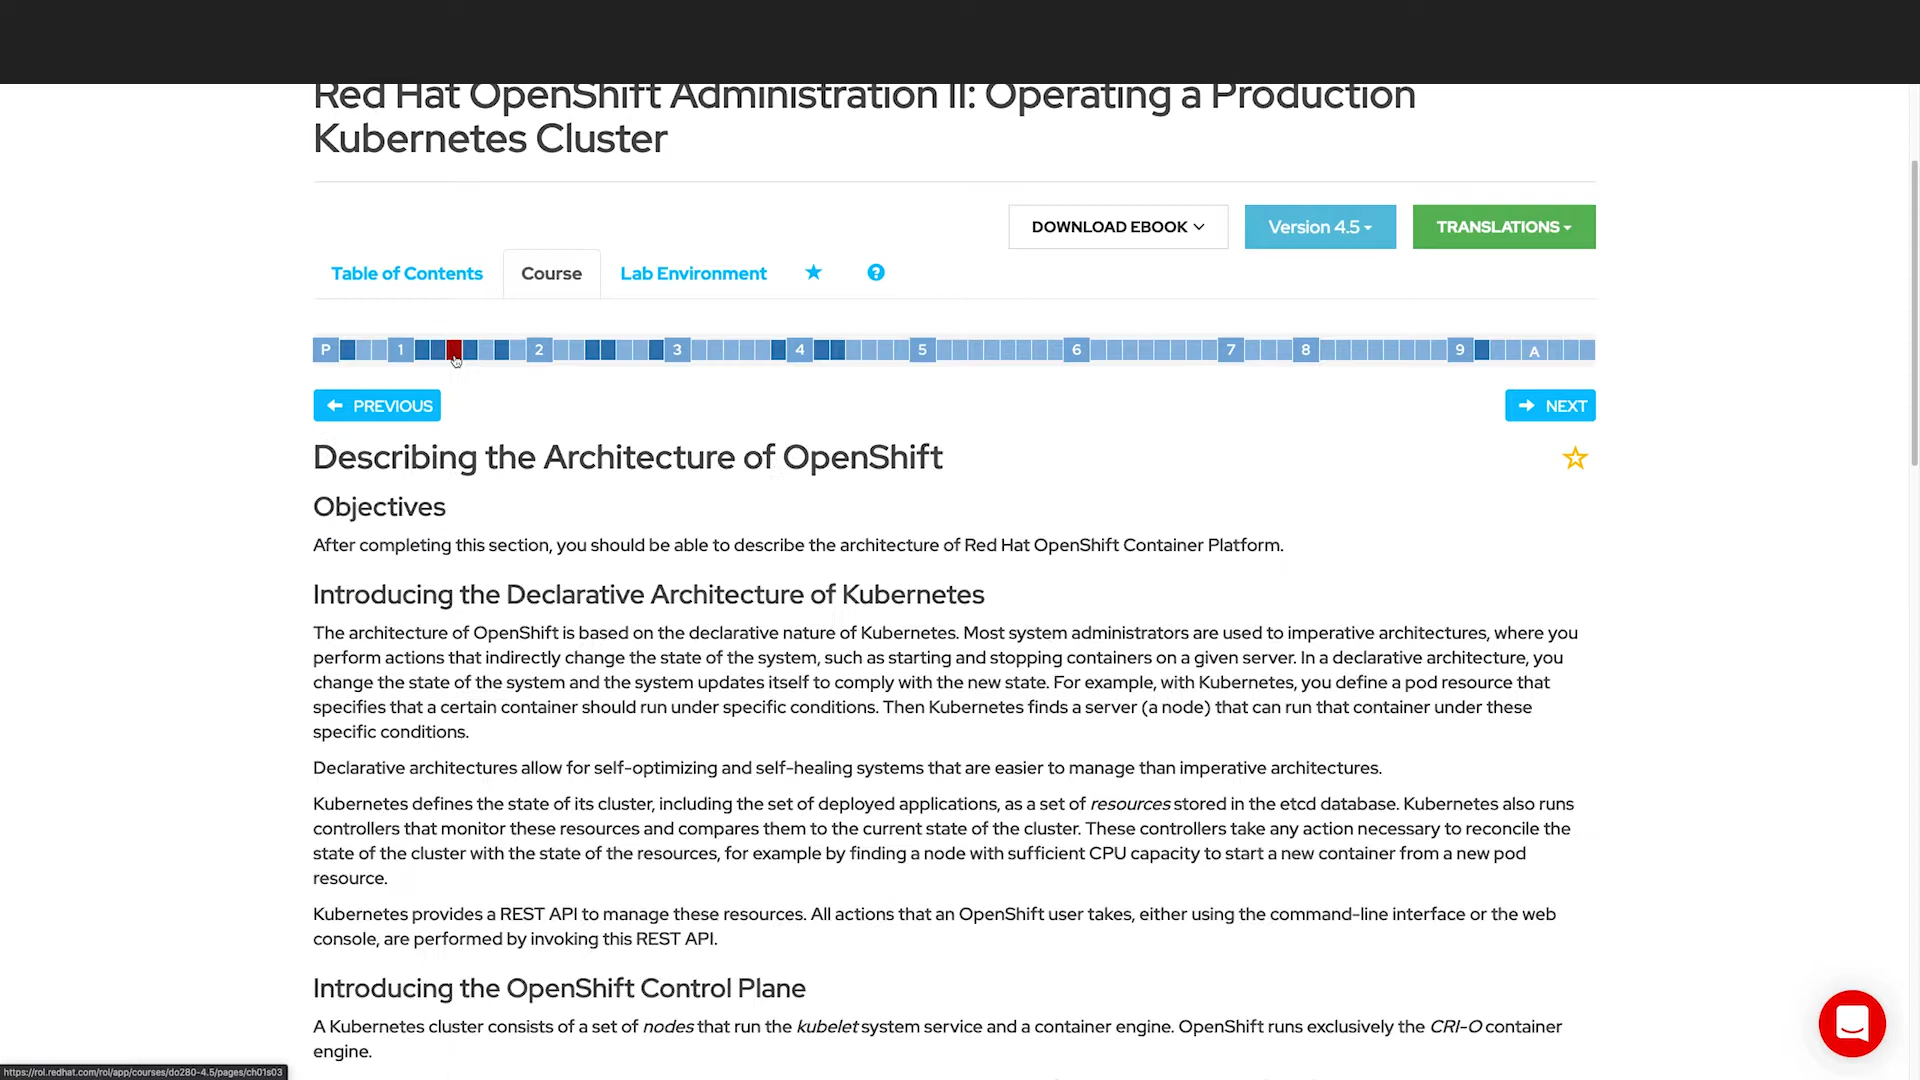 Red Hat OpenShift Administration II: Operating a Production
Kubernetes Cluster
DOWNLOAD EBOOK
Version 4.5
TRANSLATIONS
Table of Contents
Course
Lab Environment
?
P 1 2 3 4 5 6 7 8 9 A
PREVIOUS
NEXT
Describing the Architecture of OpenShift
Objectives
After completing this section, you should be able to describe the architecture of Red Hat OpenShift Container Platform.
Introducing the Declarative Architecture of Kubernetes
The architecture of OpenShift is based on the declarative nature of Kubernetes. Most system administrators are used to imperative architectures, where you
perform actions that indirectly change the state of the system, such as starting and stopping containers on a given server. In a declarative architecture, you
change the state of the system and the system updates itself to comply with the new state. For example, with Kubernetes, you define a pod resource that
specifies that a certain container should run under specific conditions. Then Kubernetes finds a server (a node) that can run that container under these
specific conditions.
Declarative architectures allow for self-optimizing and self-healing systems that are easier to manage than imperative architectures.
Kubernetes defines the state of its cluster, including the set of deployed applications, as a set of resources stored in the etcd database. Kubernetes also runs
controllers that monitor these resources and compares them to the current state of the cluster. These controllers take any action necessary to reconcile the
state of the cluster with the state of the resources, for example by finding a node with sufficient CPU capacity to start a new container from a new pod
resource.
Kubernetes provides a REST API to manage these resources. All actions that an OpenShift user takes, either using the command-line interface or the web
console, are performed by invoking this REST API.
Introducing the OpenShift Control Plane
A Kubernetes cluster consists of a set of nodes that run the kubelet system service and a container engine. OpenShift runs exclusively the CRI-O container
engine.
https://rol.redhat.com/rol/app/courses/do280-4.5/pages/ch01s03